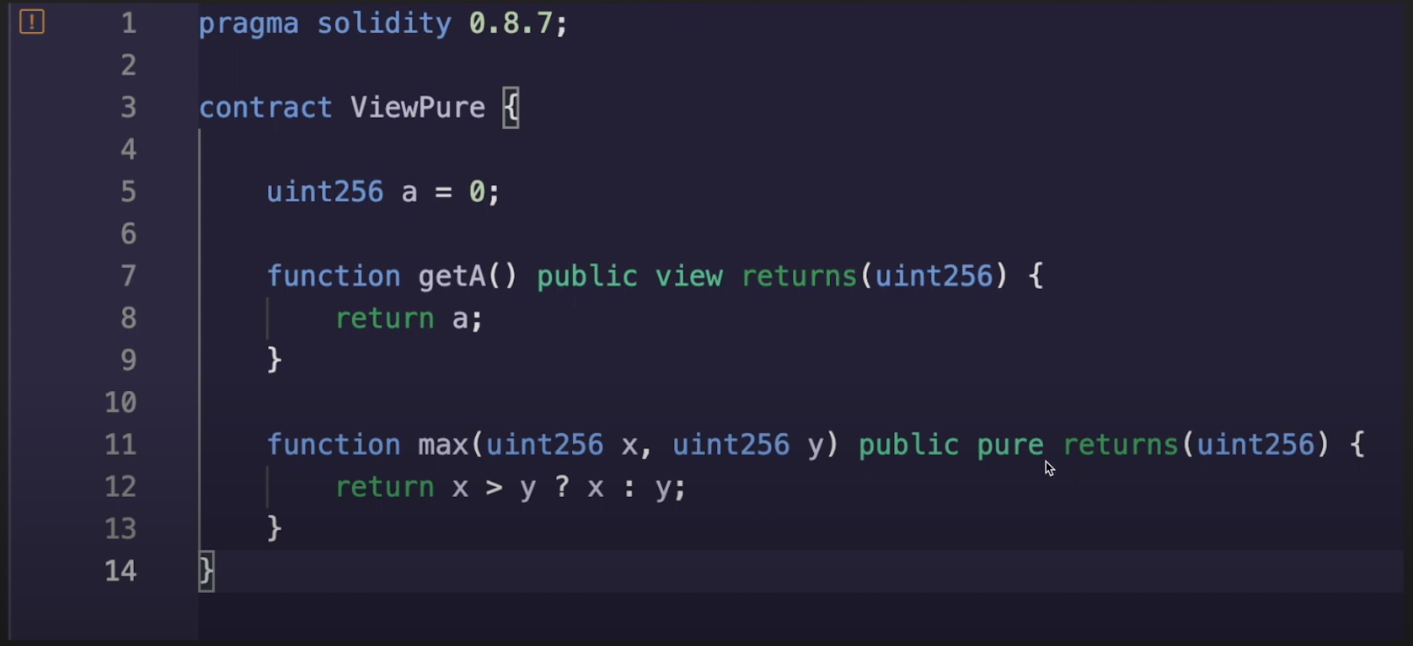 1 pragma solidity 0.8.7;
2
3 contract ViewPure {
4
5 uint256 a = 0;
6
7 function getA() public view returns(uint256) {
8 return a;
9 }
10
11 function max(uint256 x, uint256 y) public pure returns(uint256) {
12 return x > y ? x : y;
13 }
14 }